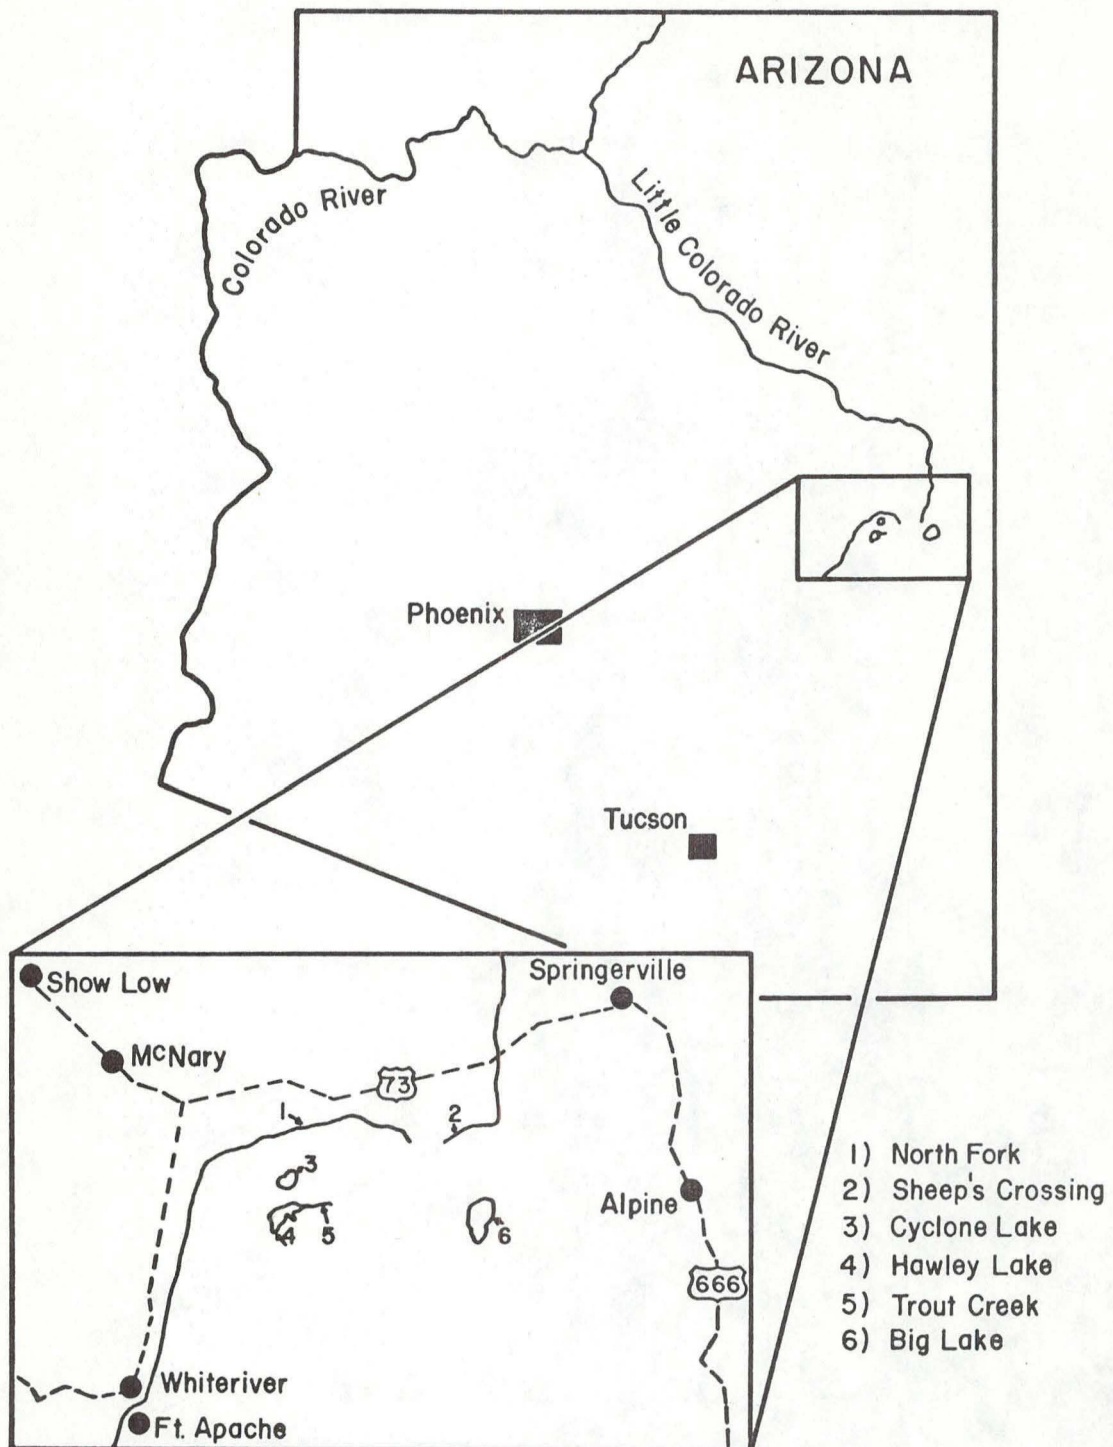 ARIZONA
Colorado River
Little Colorado River
Phoenix
Tucson
Show Low
Springerville
McNary
73
1
2
3
4
5
6
Alpine
666
Whiteriver
Ft. Apache
1) North Fork
2) Sheep's Crossing
3) Cyclone Lake
4) Hawley Lake
5) Trout Creek
6) Big Lake